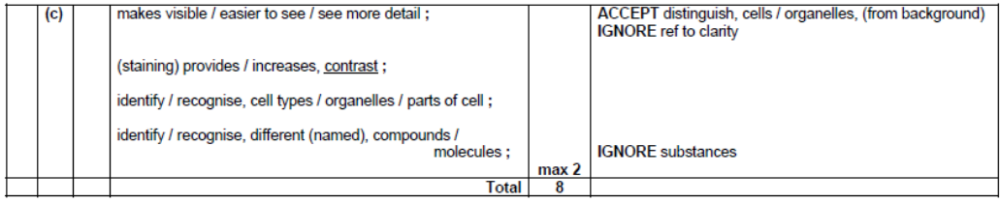 (c) makes visible / easier to see / see more detail ; ACCEPT distinguish, cells / organelles, (from background)
IGNORE ref to clarity
(staining) provides / increases, contrast ;
identify / recognise, cell types / organelles / parts of cell ;
identify / recognise, different (named), compounds /
molecules ; IGNORE substances
max 2
Total 8